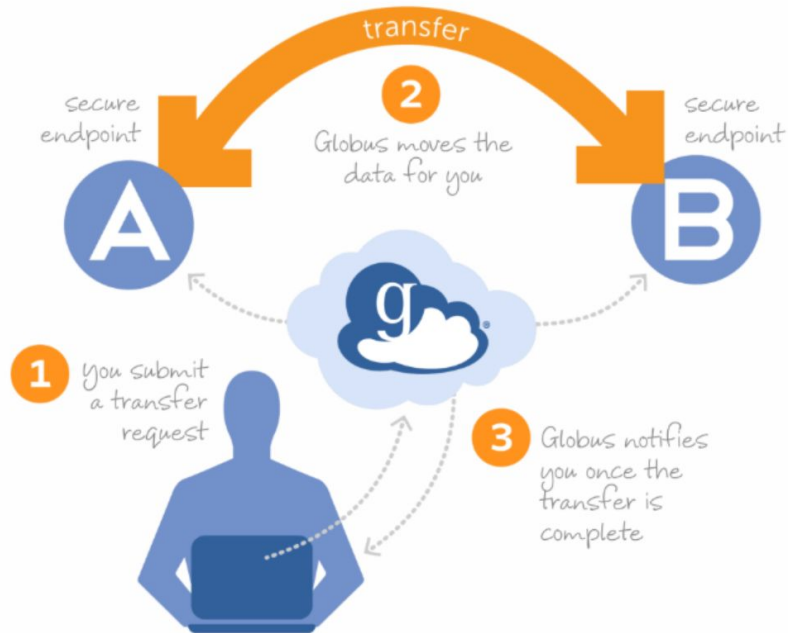 transfer
2
secure
endpoint
secure
endpoint
Globus moves the
data for you
A
B
g
®
1
you submit
a transfer
request
3
Globus notifies
you once the
transfer is
complete